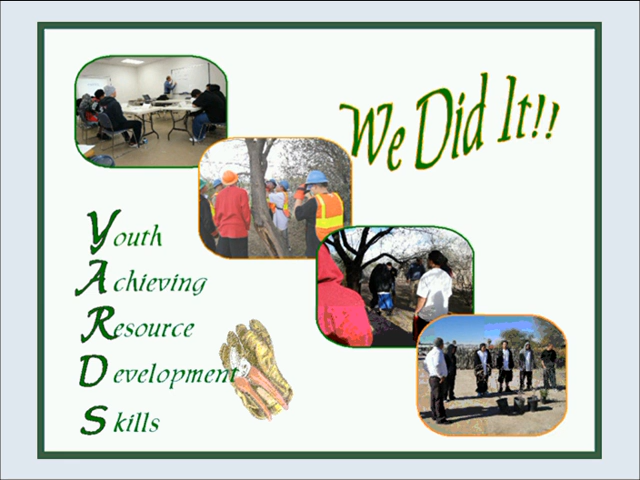 We Did It!!
Youth
Achieving
Resource
Development
Skills